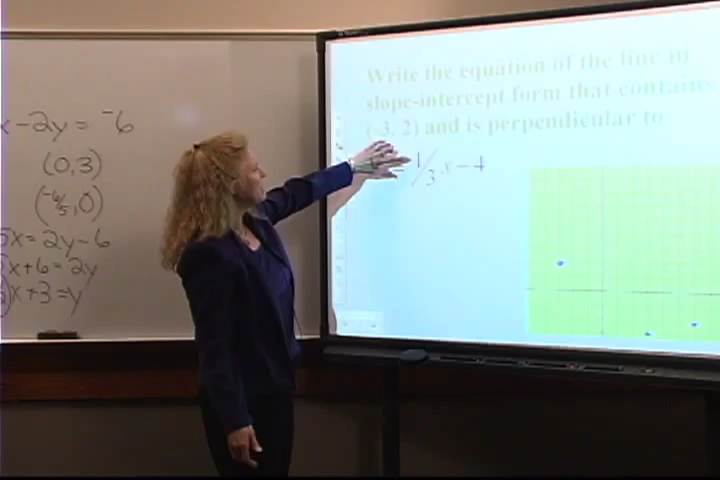 x - 2y = -6
(0,3)
(-6/5, 0)
5x = 2y - 6
5x + 6 = 2y
x + 3 = y
Write the equation of the line in
slope-intercept form that contains
(-3, 2) and is perpendicular to
1/3 x - 4